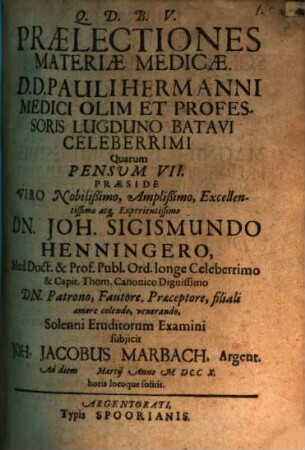 Q. D. B. V.
PRÆLECTIONES
MATERIÆ MEDICÆ.
D.D. PAULI HERMANNI
MEDICI OLIM ET PROFES-
SORIS LUGDUNO BATAVI
CELEBERRIMI
Quarum
PENSUM VII.
PRÆSIDE
VIRO Nobilißimo, Amplißimo, Excellen-
tißimo atq; Experientißimo
DN. JOH. SIGISMUNDO
HENNINGERO,
Med. Doct. & Prof. Publ. Ord. longe Celeberrimo
& Capit. Thom. Canonico Dignissimo
DN. Patrono, Fautore, Præceptore, filiali
amore colendo, venerando,
Solenni Eruditorum Examini
subjicit
JOH. JACOBUS MARBACH, Argent.
Ad diem Martij Anno M DCC X.
horis locoque solitis.
ARGENTORATI,
Typis SPOORIANIS.